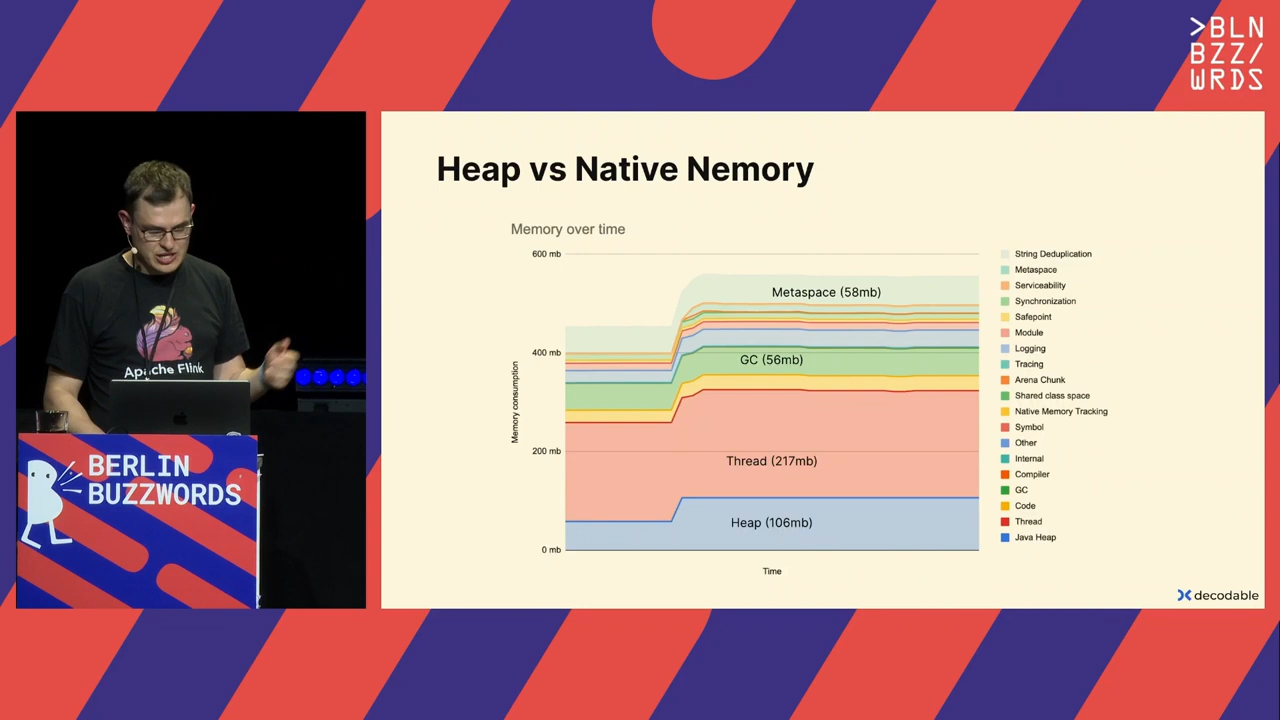 >BLN
BZZ/
WRDS
Heap vs Native Nemory
Memory over time
600 mb
400 mb
200 mb
0 mb
Memory consumption
Time
Metaspace (58mb)
GC (56mb)
Thread (217mb)
Heap (106mb)
String Deduplication
Metaspace
Serviceability
Synchronization
Safepoint
Module
Logging
Tracing
Arena Chunk
Shared class space
Native Memory Tracking
Symbol
Other
Internal
Compiler
GC
Code
Thread
Java Heap
decodable
Apache Flink
BERLIN
BUZZWORDS